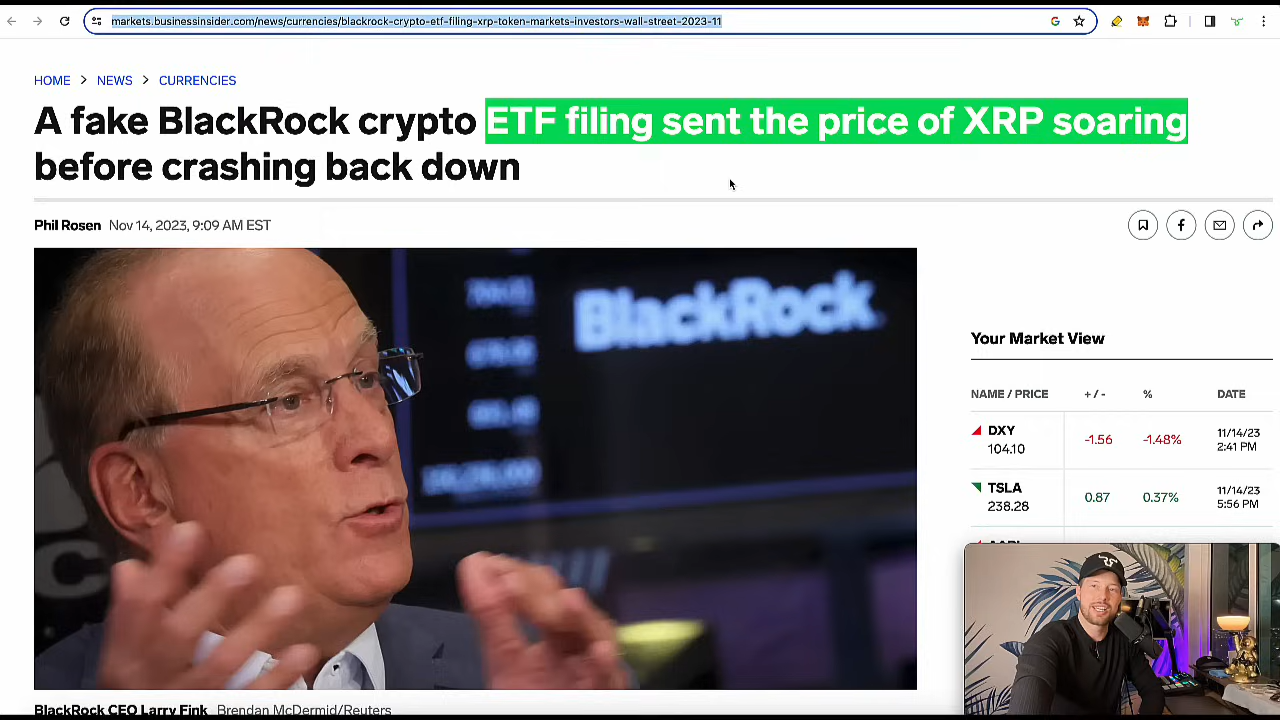 markets.businessinsider.com/news/currencies/blackrock-crypto-etf-filing-xrp-token-markets-investors-wall-street-2023-11
HOME > NEWS > CURRENCIES
A fake BlackRock crypto ETF filing sent the price of XRP soaring
before crashing back down
Phil Rosen Nov 14, 2023, 9:09 AM EST
BlackRock.
Your Market View
NAME / PRICE + / - % DATE
DXY
104.10
-1.56 -1.48%
11/14/23
2:41 PM
TSLA
238.28
0.87 0.37%
11/14/23
5:56 PM
BlackRock CEO Larry Fink Brendan McDermid/Reuters